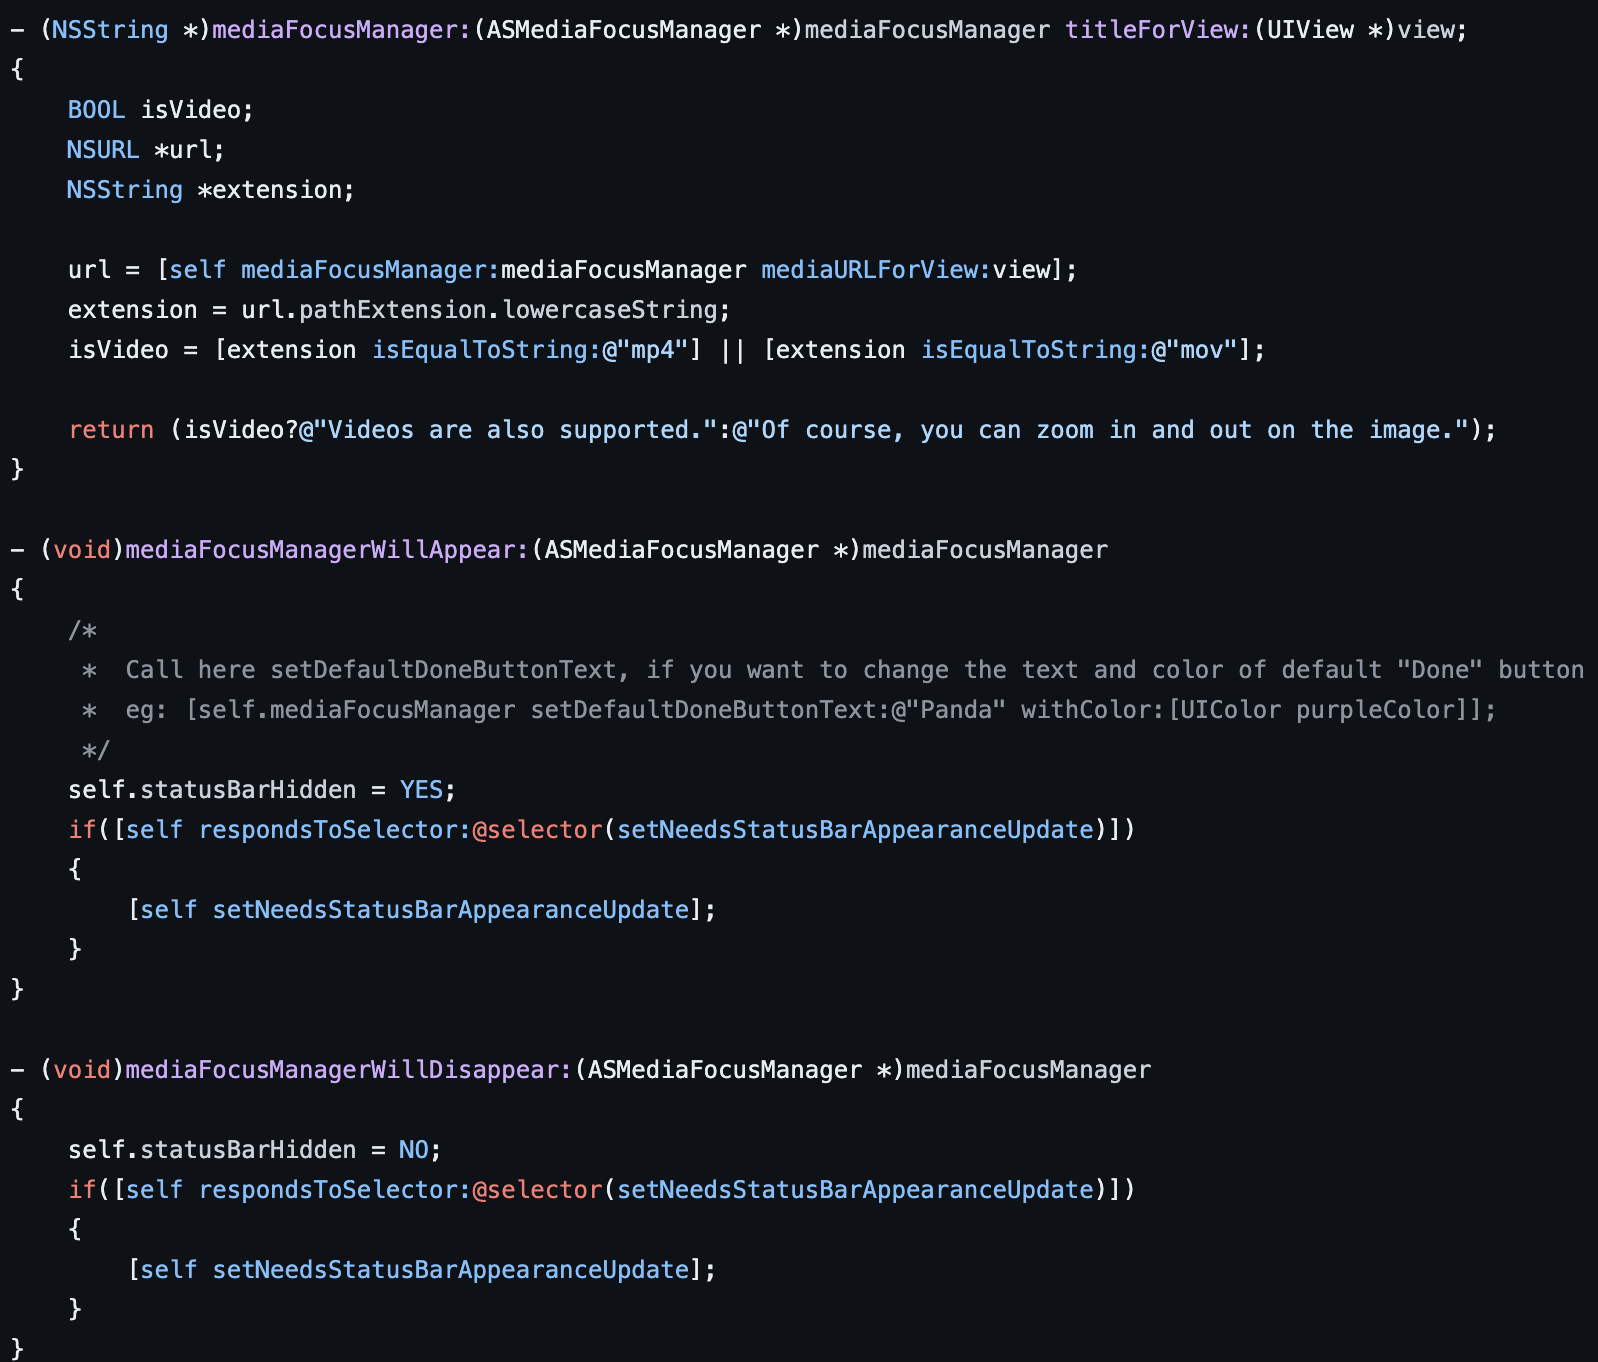 - (NSString *)mediaFocusManager:(ASMediaFocusManager *)mediaFocusManager titleForView:(UIView *)view;
{
    BOOL isVideo;
    NSURL *url;
    NSString *extension;

    url = [self mediaFocusManager:mediaFocusManager mediaURLForView:view];
    extension = url.pathExtension.lowercaseString;
    isVideo = [extension isEqualToString:@"mp4"] || [extension isEqualToString:@"mov"];

    return (isVideo?@"Videos are also supported.":@"Of course, you can zoom in and out on the image.");
}

- (void)mediaFocusManagerWillAppear:(ASMediaFocusManager *)mediaFocusManager
{
    /*
     *  Call here setDefaultDoneButtonText, if you want to change the text and color of default "Done" button
     *  eg: [self.mediaFocusManager setDefaultDoneButtonText:@"Panda" withColor:[UIColor purpleColor]];
     */
    self.statusBarHidden = YES;
    if([self respondsToSelector:@selector(setNeedsStatusBarAppearanceUpdate)])
    {
        [self setNeedsStatusBarAppearanceUpdate];
    }
}

- (void)mediaFocusManagerWillDisappear:(ASMediaFocusManager *)mediaFocusManager
{
    self.statusBarHidden = NO;
    if([self respondsToSelector:@selector(setNeedsStatusBarAppearanceUpdate)])
    {
        [self setNeedsStatusBarAppearanceUpdate];
    }
}